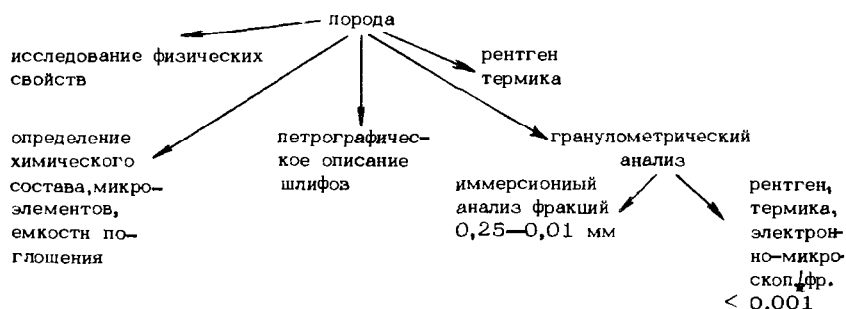 порода
исследование физических
свойств
рентген
термика
определение
химического
состава, микро-
элементов,
емкости по-
глощения
петрографичес-
кое описание
шлифов
гранулометрический
анализ
иммерсионный
анализ фракций
0,25—0,01 мм
рентген,
термика,
электрон-
но-микро-
скоп./фр.
< 0.001